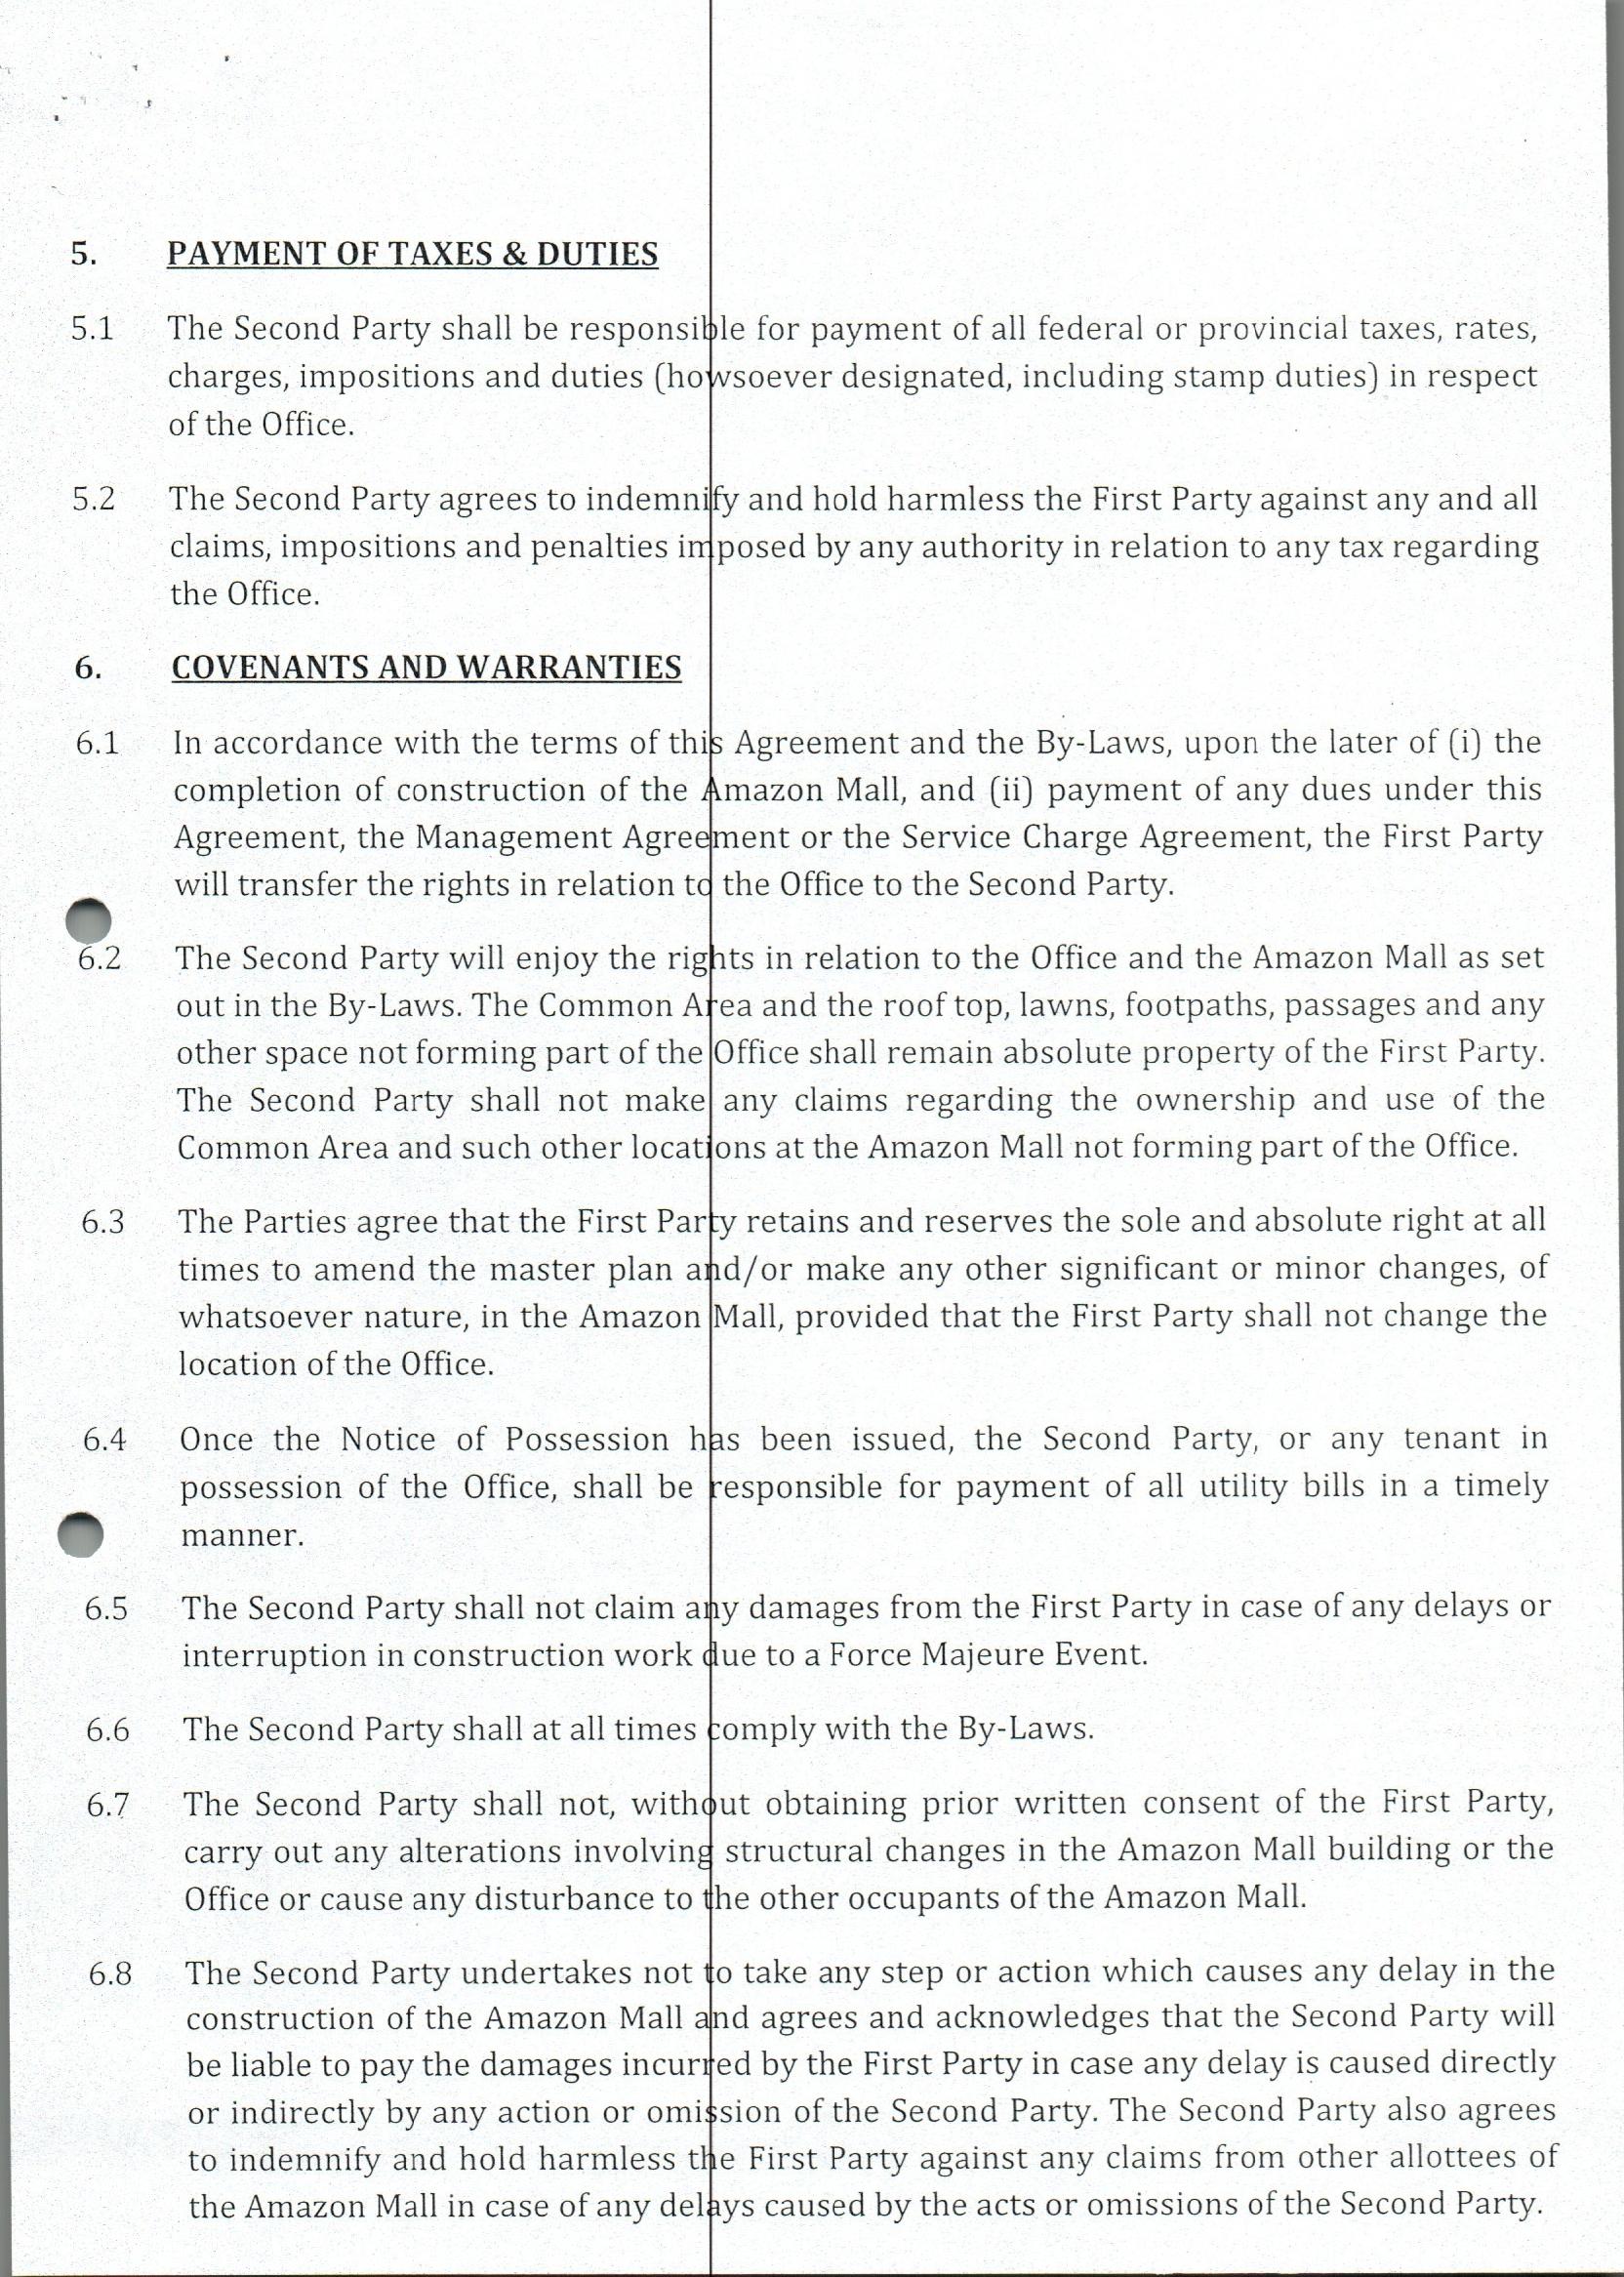 5. PAYMENT OF TAXES & DUTIES
5.1 The Second Party shall be responsible for payment of all federal or provincial taxes, rates,
charges, impositions and duties (howsoever designated, including stamp duties) in respect
of the Office.
5.2 The Second Party agrees to indemnify and hold harmless the First Party against any and all
claims, impositions and penalties imposed by any authority in relation to any tax regarding
the Office.
6. COVENANTS AND WARRANTIES
6.1 In accordance with the terms of this Agreement and the By-Laws, upon the later of (i) the
completion of construction of the Amazon Mall, and (ii) payment of any dues under this
Agreement, the Management Agreement or the Service Charge Agreement, the First Party
will transfer the rights in relation to the Office to the Second Party.
6.2 The Second Party will enjoy the rights in relation to the Office and the Amazon Mall as set
out in the By-Laws. The Common Area and the roof top, lawns, footpaths, passages and any
other space not forming part of the Office shall remain absolute property of the First Party.
The Second Party shall not make any claims regarding the ownership and use of the
Common Area and such other locations at the Amazon Mall not forming part of the Office.
6.3 The Parties agree that the First Party retains and reserves the sole and absolute right at all
times to amend the master plan and/or make any other significant or minor changes, of
whatsoever nature, in the Amazon Mall, provided that the First Party shall not change the
location of the Office.
6.4 Once the Notice of Possession has been issued, the Second Party, or any tenant in
possession of the Office, shall be responsible for payment of all utility bills in a timely
manner.
6.5 The Second Party shall not claim any damages from the First Party in case of any delays or
interruption in construction work due to a Force Majeure Event.
6.6 The Second Party shall at all times comply with the By-Laws.
6.7 The Second Party shall not, without obtaining prior written consent of the First Party,
carry out any alterations involving structural changes in the Amazon Mall building or the
Office or cause any disturbance to the other occupants of the Amazon Mall.
6.8 The Second Party undertakes not to take any step or action which causes any delay in the
construction of the Amazon Mall and agrees and acknowledges that the Second Party will
be liable to pay the damages incurred by the First Party in case any delay is caused directly
or indirectly by any action or omission of the Second Party. The Second Party also agrees
to indemnify and hold harmless the First Party against any claims from other allottees of
the Amazon Mall in case of any delays caused by the acts or omissions of the Second Party.